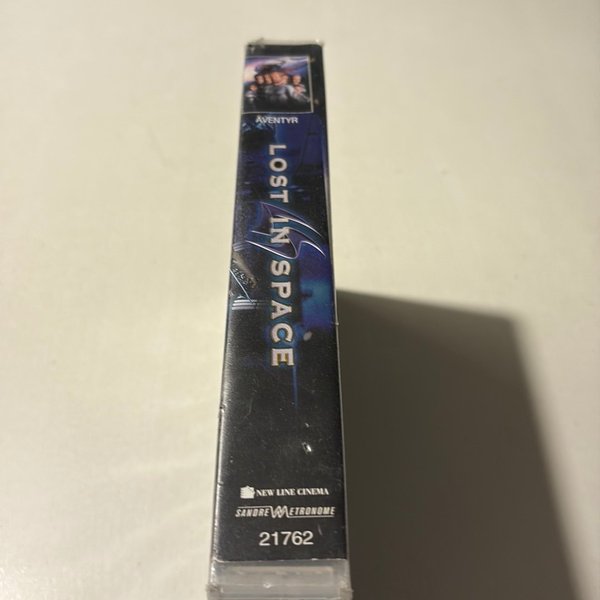 ÄVENTYR
LOST IN SPACE
NEW LINE CINEMA
SANDREW METRONOME
21762